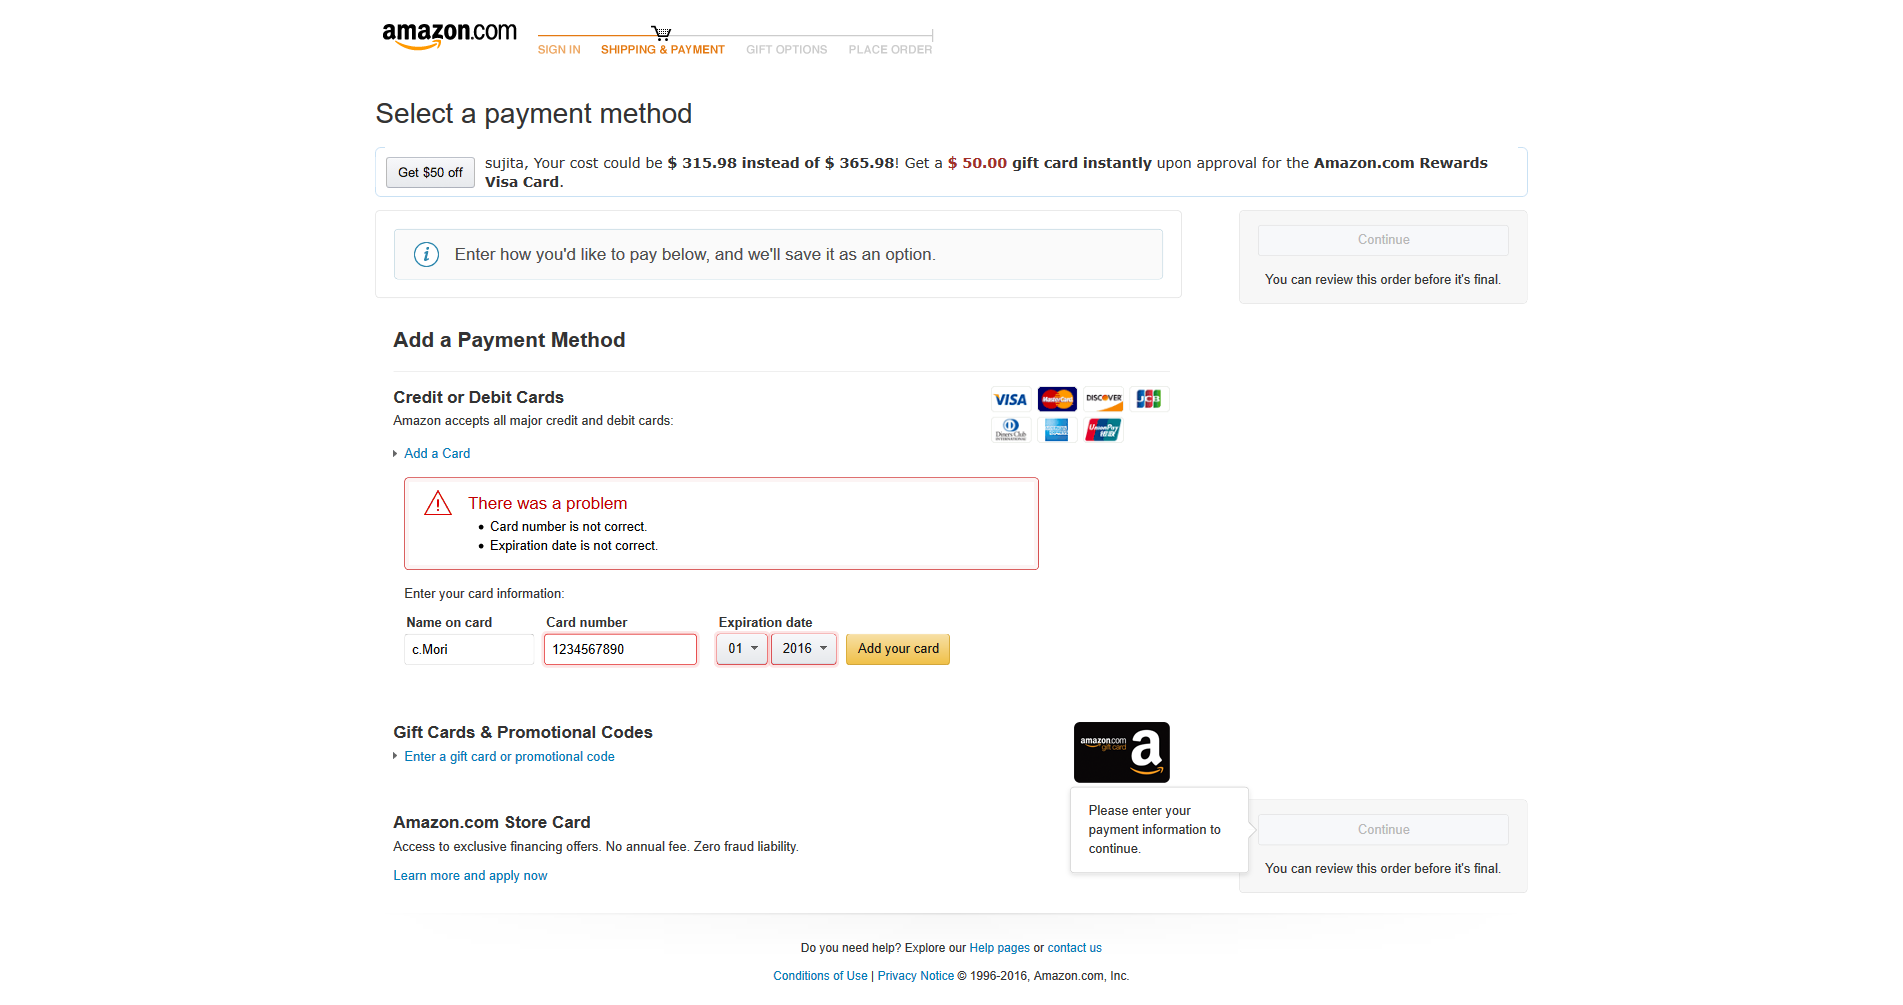 amazon.com
SIGN IN SHIPPING & PAYMENT GIFT OPTIONS PLACE ORDER
Select a payment method
Get $50 off
sujita, Your cost could be $ 315.98 instead of $ 365.98! Get a $ 50.00 gift card instantly upon approval for the Amazon.com Rewards
Visa Card.
Enter how you'd like to pay below, and we'll save it as an option.
Continue
You can review this order before it's final.
Add a Payment Method
Credit or Debit Cards
Amazon accepts all major credit and debit cards:
VISA MasterCard DISCOVER JCB
Diners Club INTERNATIONAL AMERICAN EXPRESS UnionPay 银联
Add a Card
There was a problem
Card number is not correct.
Expiration date is not correct.
Enter your card information:
Name on card Card number Expiration date
c.Mori 1234567890 01 2016 Add your card
Gift Cards & Promotional Codes
Enter a gift card or promotional code
amazon.com
gift card
a
Amazon.com Store Card
Access to exclusive financing offers. No annual fee. Zero fraud liability.
Learn more and apply now
Please enter your
payment information to
continue.
Continue
You can review this order before it's final.
Do you need help? Explore our Help pages or contact us
Conditions of Use | Privacy Notice © 1996-2016, Amazon.com, Inc.